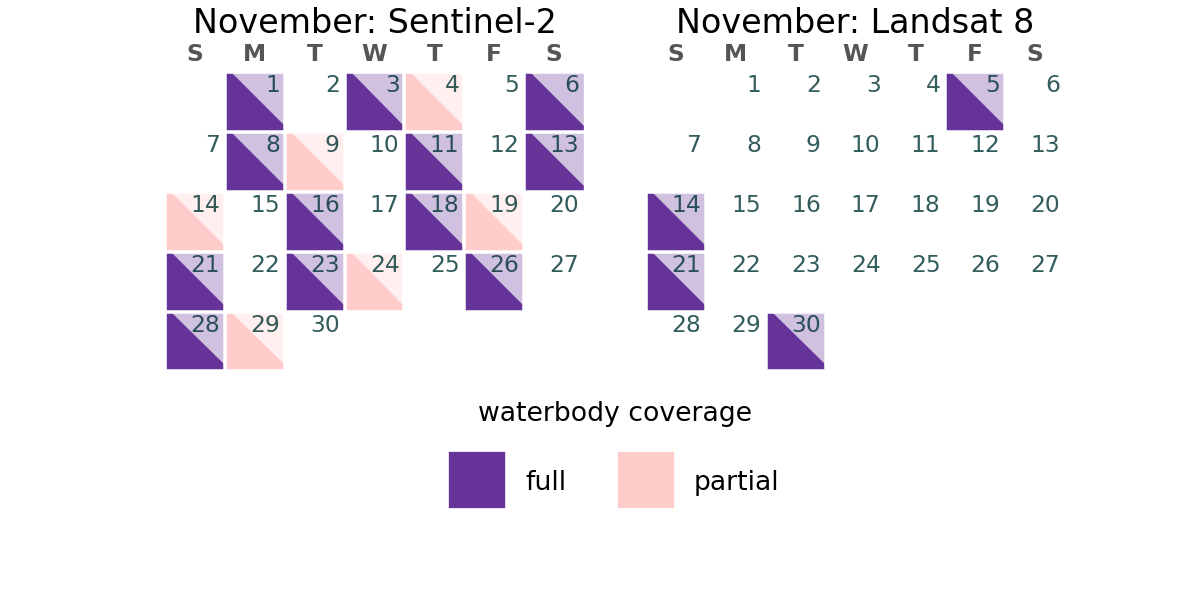 November: Sentinel-2
S M T W T F S
1 2 3 4 5 6
7 8 9 10 11 12 13
14 15 16 17 18 19 20
21 22 23 24 25 26 27
28 29 30
November: Landsat 8
S M T W T F S
1 2 3 4 5 6
7 8 9 10 11 12 13
14 15 16 17 18 19 20
21 22 23 24 25 26 27
28 29 30
waterbody coverage
full partial